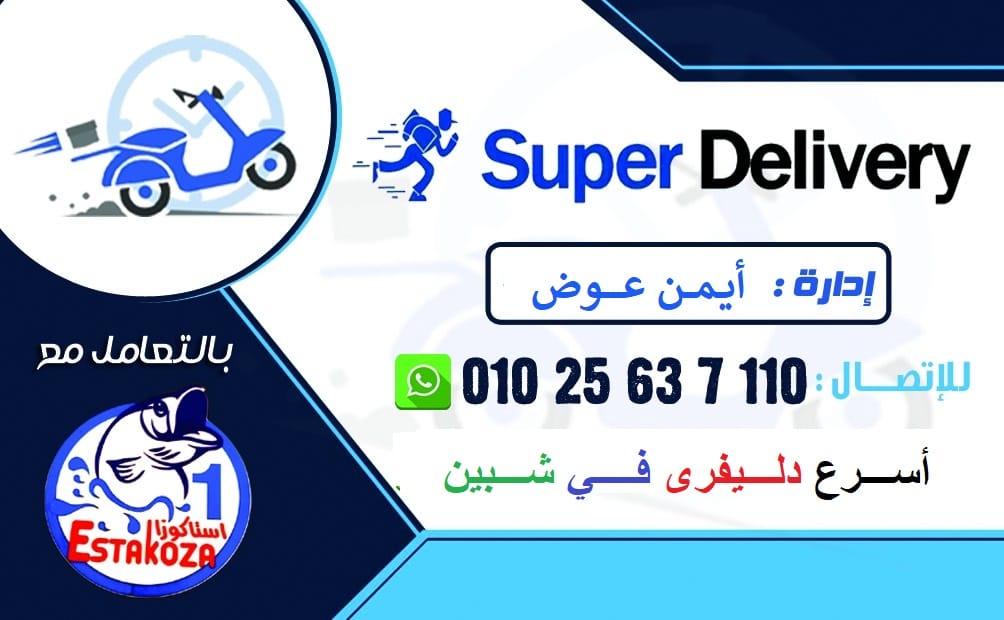 Super Delivery
إدارة : أيمن عوض
للإتصال : 010 25 63 7 110
أسرع دليفرى في شبين
بالتعامل مع
1
استاكوزا
ESTAKOZA